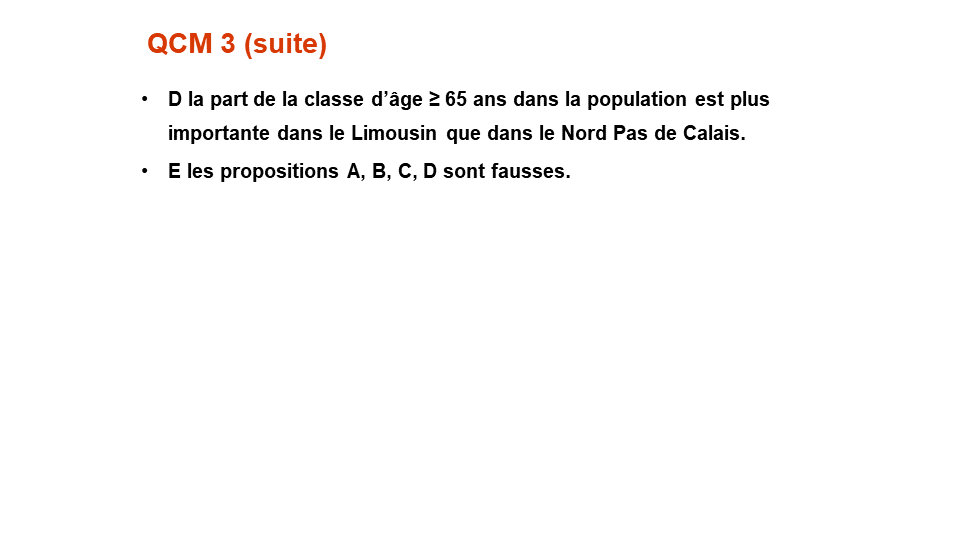 QCM 3 (suite)
• D la part de la classe d’âge ≥ 65 ans dans la population est plus
importante dans le Limousin que dans le Nord Pas de Calais.
• E les propositions A, B, C, D sont fausses.